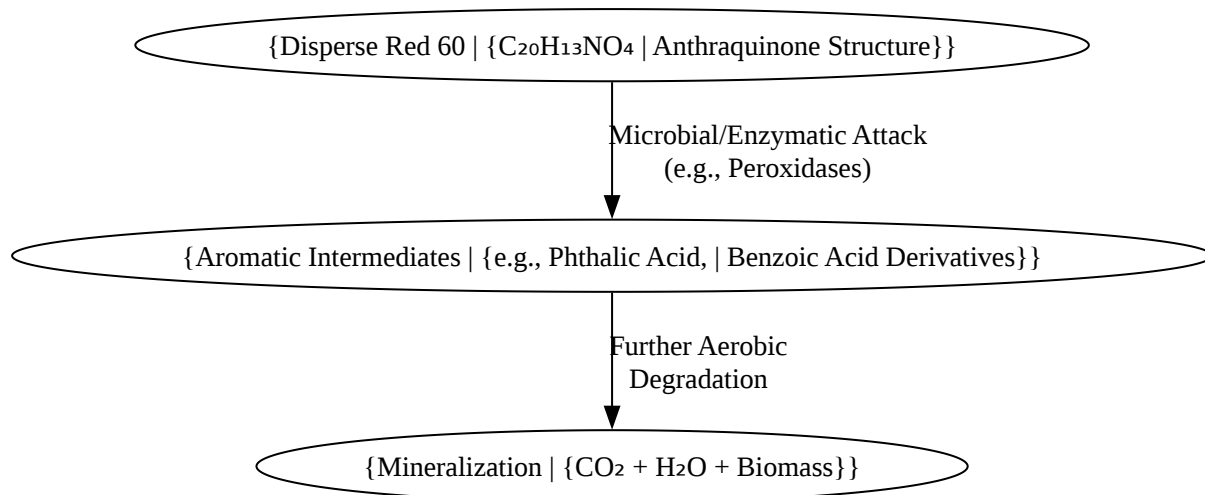 {Disperse Red 60 | {C₂₀H₁₃NO₄ | Anthraquinone Structure}}
Microbial/Enzymatic Attack
(e.g., Peroxidases)
{Aromatic Intermediates | {e.g., Phthalic Acid, | Benzoic Acid Derivatives}}
Further Aerobic
Degradation
{Mineralization | {CO₂ + H₂O + Biomass}}